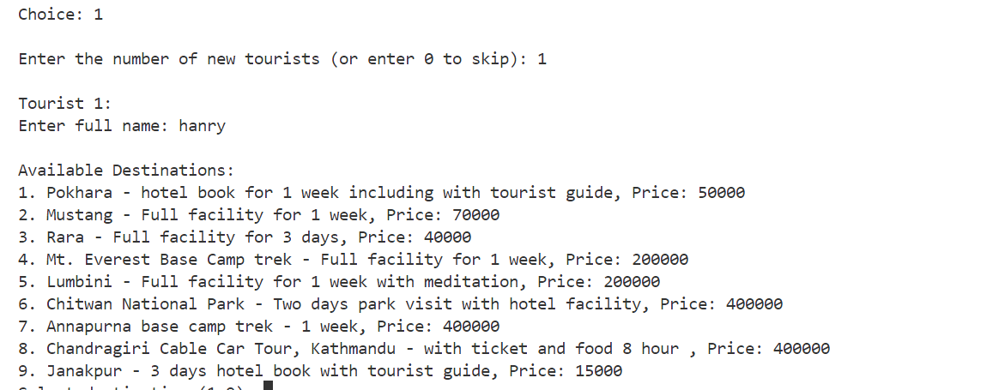 Choice: 1
Enter the number of new tourists (or enter 0 to skip): 1
Tourist 1:
Enter full name: hanry
Available Destinations:
1. Pokhara - hotel book for 1 week including with tourist guide, Price: 50000
2. Mustang - Full facility for 1 week, Price: 70000
3. Rara - Full facility for 3 days, Price: 40000
4. Mt. Everest Base Camp trek - Full facility for 1 week, Price: 200000
5. Lumbini - Full facility for 1 week with meditation, Price: 200000
6. Chitwan National Park - Two days park visit with hotel facility, Price: 400000
7. Annapurna base camp trek - 1 week, Price: 400000
8. Chandragiri Cable Car Tour, Kathmandu - with ticket and food 8 hour , Price: 400000
9. Janakpur - 3 days hotel book with tourist guide, Price: 15000